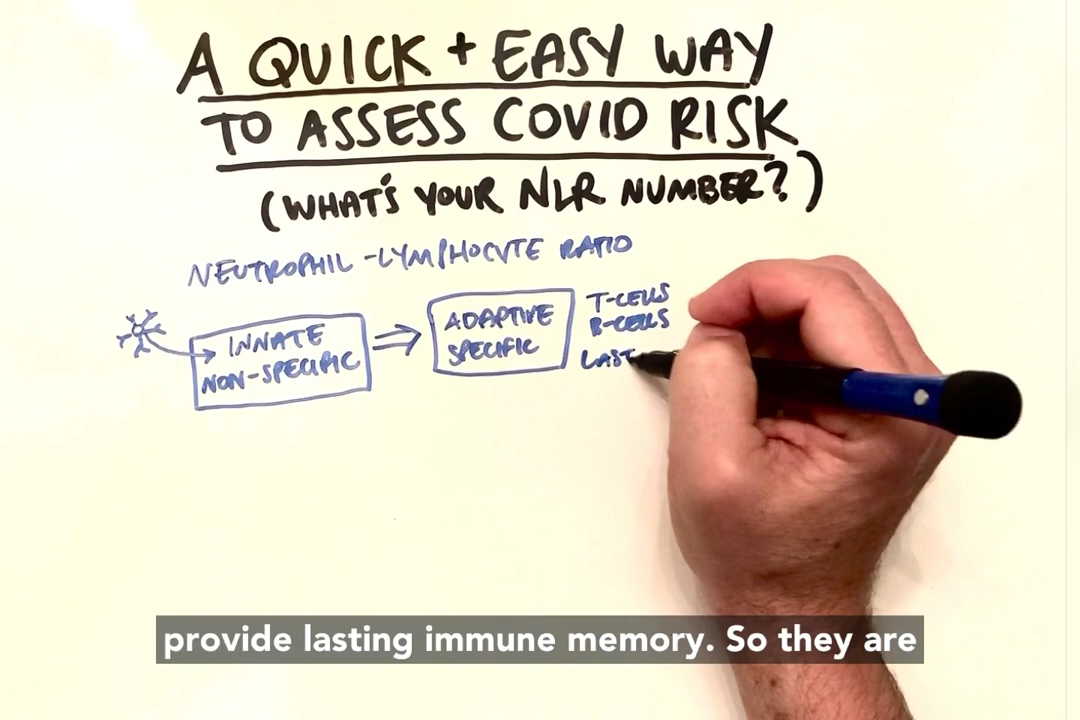 A QUICK + EASY WAY
TO ASSESS COVID RISK
(WHAT'S YOUR NLR NUMBER?)
NEUTROPHIL-LYMPHOCYTE RATIO
INNATE
NON-SPECIFIC
ADAPTIVE
SPECIFIC
T-CELLS
B-CELLS
LAST
provide lasting immune memory. So they are